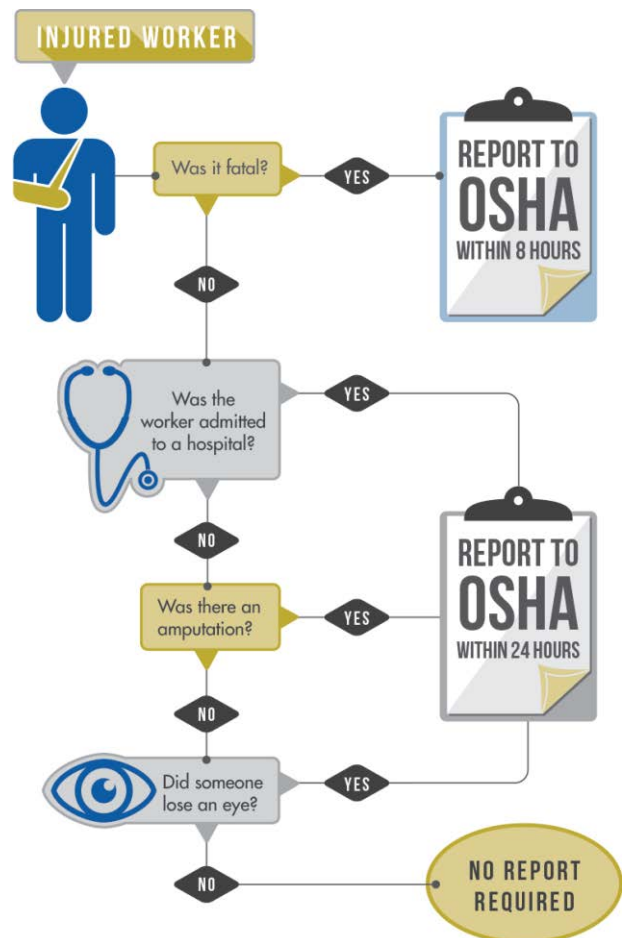 INJURED WORKER
Was it fatal?
YES
REPORT TO
OSHA
WITHIN 8 HOURS
NO
Was the
worker admitted
to a hospital?
YES
NO
REPORT TO
OSHA
WITHIN 24 HOURS
Was there an
amputation?
YES
NO
Did someone
lose an eye?
YES
NO
NO REPORT
REQUIRED